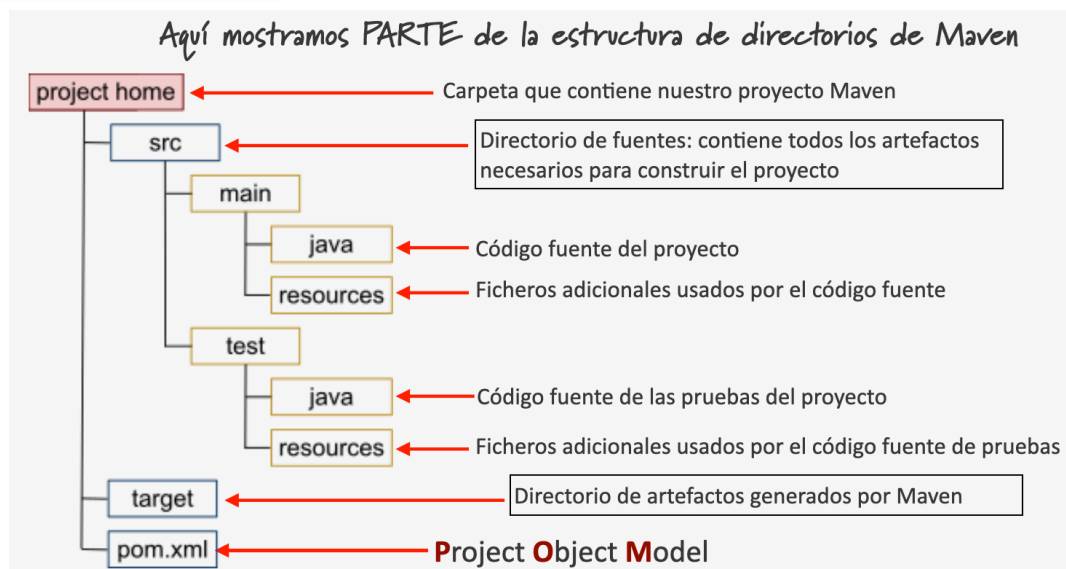 Aquí mostramos PARTE de la estructura de directorios de Maven
project home
Carpeta que contiene nuestro proyecto Maven
src
Directorio de fuentes: contiene todos los artefactos
necesarios para construir el proyecto
main
java
Código fuente del proyecto
resources
Ficheros adicionales usados por el código fuente
test
java
Código fuente de las pruebas del proyecto
resources
Ficheros adicionales usados por el código fuente de pruebas
target
Directorio de artefactos generados por Maven
pom.xml
Project Object Model